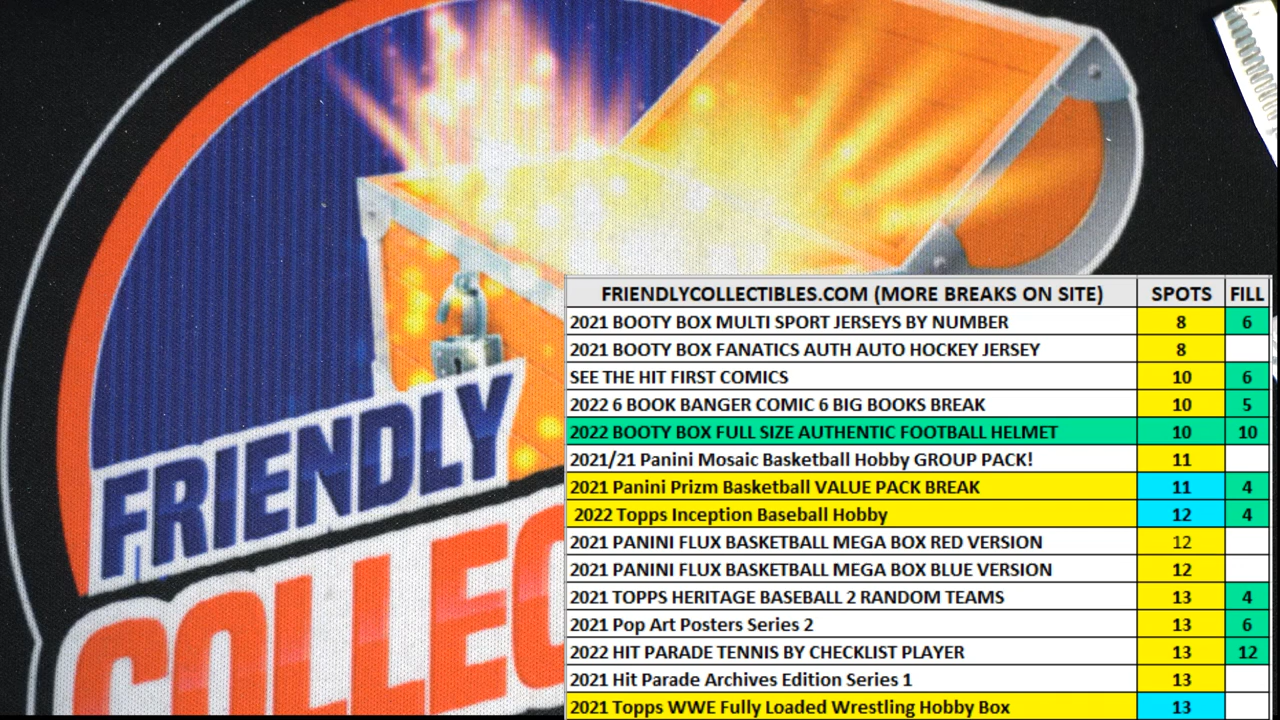 FRIENDLY
COLLEC
FRIENDLYCOLLECTIBLES.COM (MORE BREAKS ON SITE) SPOTS FILL
2021 BOOTY BOX MULTI SPORT JERSEYS BY NUMBER 8 6
2021 BOOTY BOX FANATICS AUTH AUTO HOCKEY JERSEY 8
SEE THE HIT FIRST COMICS 10 6
2022 6 BOOK BANGER COMIC 6 BIG BOOKS BREAK 10 5
2022 BOOTY BOX FULL SIZE AUTHENTIC FOOTBALL HELMET 10 10
2021/21 Panini Mosaic Basketball Hobby GROUP PACK! 11
2021 Panini Prizm Basketball VALUE PACK BREAK 11 4
2022 Topps Inception Baseball Hobby 12 4
2021 PANINI FLUX BASKETBALL MEGA BOX RED VERSION 12
2021 PANINI FLUX BASKETBALL MEGA BOX BLUE VERSION 12
2021 TOPPS HERITAGE BASEBALL 2 RANDOM TEAMS 13 4
2021 Pop Art Posters Series 2 13 6
2022 HIT PARADE TENNIS BY CHECKLIST PLAYER 13 12
2021 Hit Parade Archives Edition Series 1 13
2021 Topps WWE Fully Loaded Wrestling Hobby Box 13